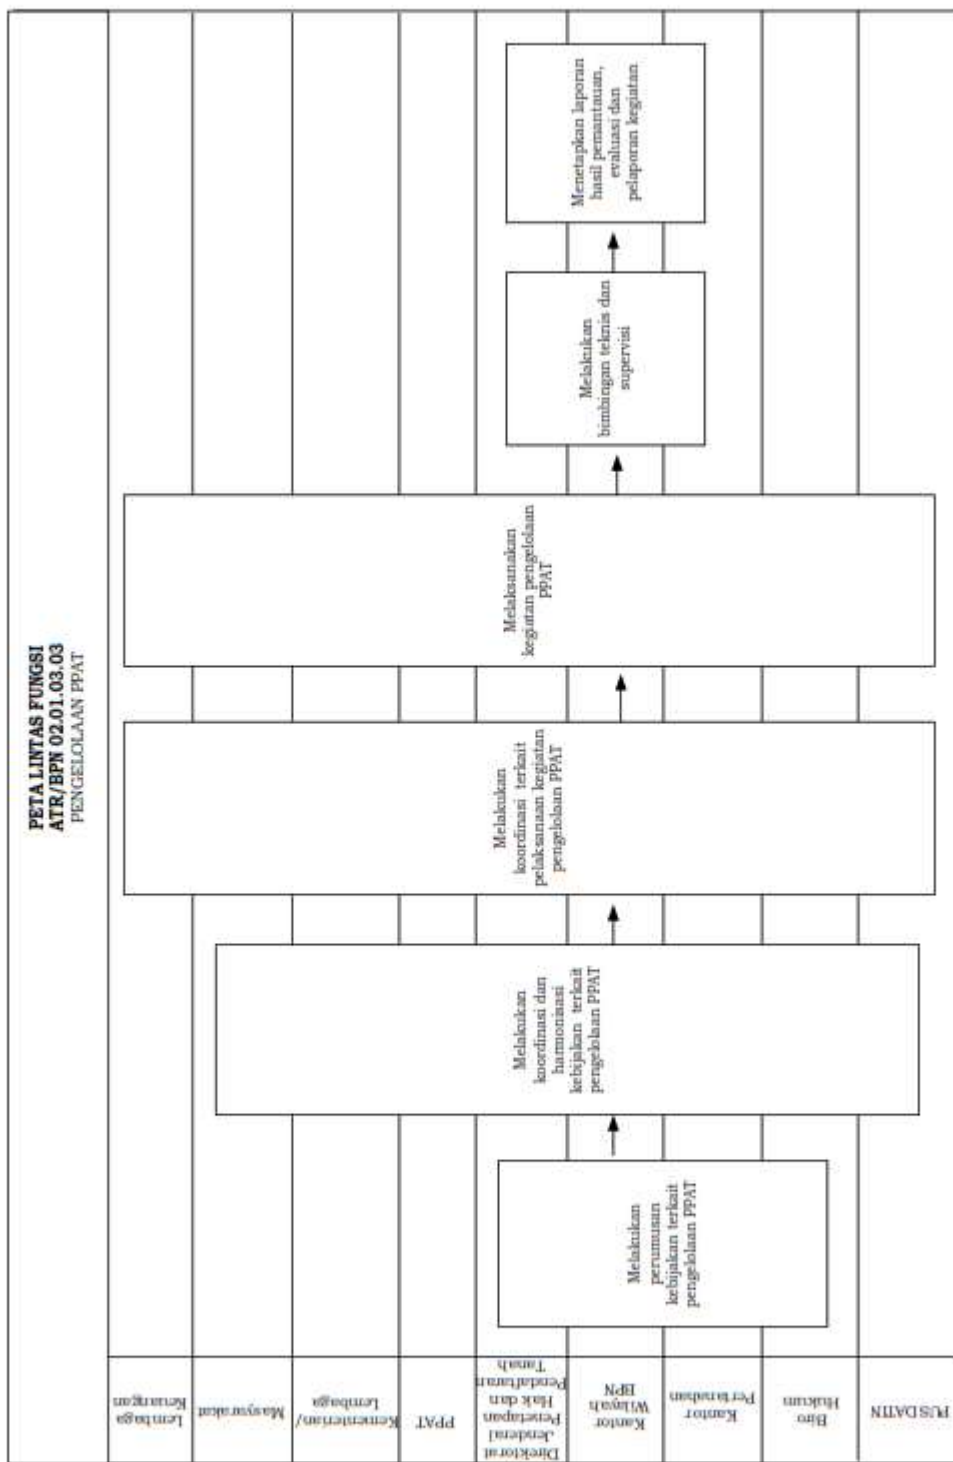 PETA LINTAS FUNGSI
ATR/BPN 02.01.03.03
PENGELOLAAN PPAT
Lembaga
Keuangan
Masyarakat
Kementerian/
Lembaga
PPAT
Direktorat
Jenderal
Penetapan
Hak dan
Pendaftaran
Tanah
Kantor
Wilayah
BPN
Kantor
Pertanahan
Biro
Hukum
PUSDATIN
Melakukan
perumusan
kebijakan terkait
pengelolaan PPAT
Melakukan
koordinasi dan
harmoniasi
kebijakan terkait
pengelolaan PPAT
Melakukan
koordinasi terkait
pelaksanaan kegiatan
pengelolaan PPAT
Melaksanakan
kegiatan pengelolaan
PPAT
Melakukan
bimbingan teknis dan
supervisi
Menetapkan laporan
hasil pemantauan,
evaluasi dan
pelaporan kegiatan